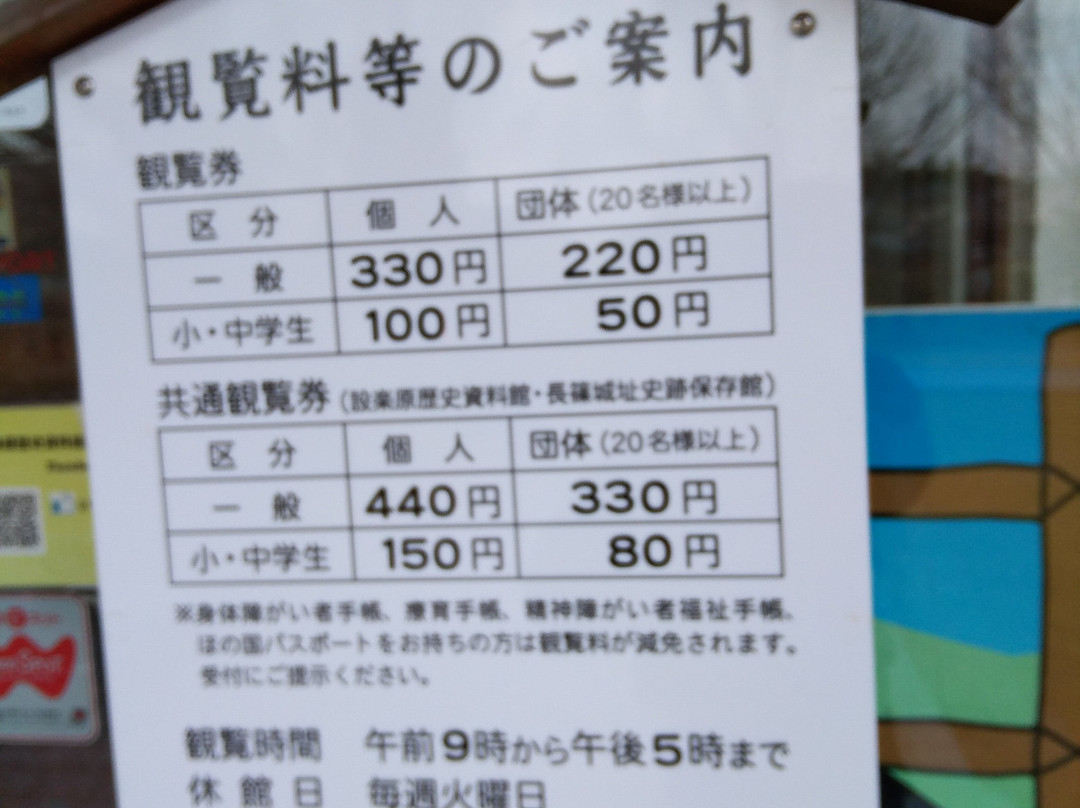 観覧料等のご案内
観覧券
区 分 個 人 団体(20名様以上)
一 般 330円 220円
小・中学生 100円 50円
共通観覧券(設楽原歴史資料館・長篠城址史跡保存館)
区 分 個 人 団体(20名様以上)
一 般 440円 330円
小・中学生 150円 80円
※身体障がい者手帳、療育手帳、精神障がい者福祉手帳、
ほの国パスポートをお持ちの方は観覧料が減免されます。
受付にご提示ください。
観覧時間 午前9時から午後5時まで
休館日 毎週火曜日